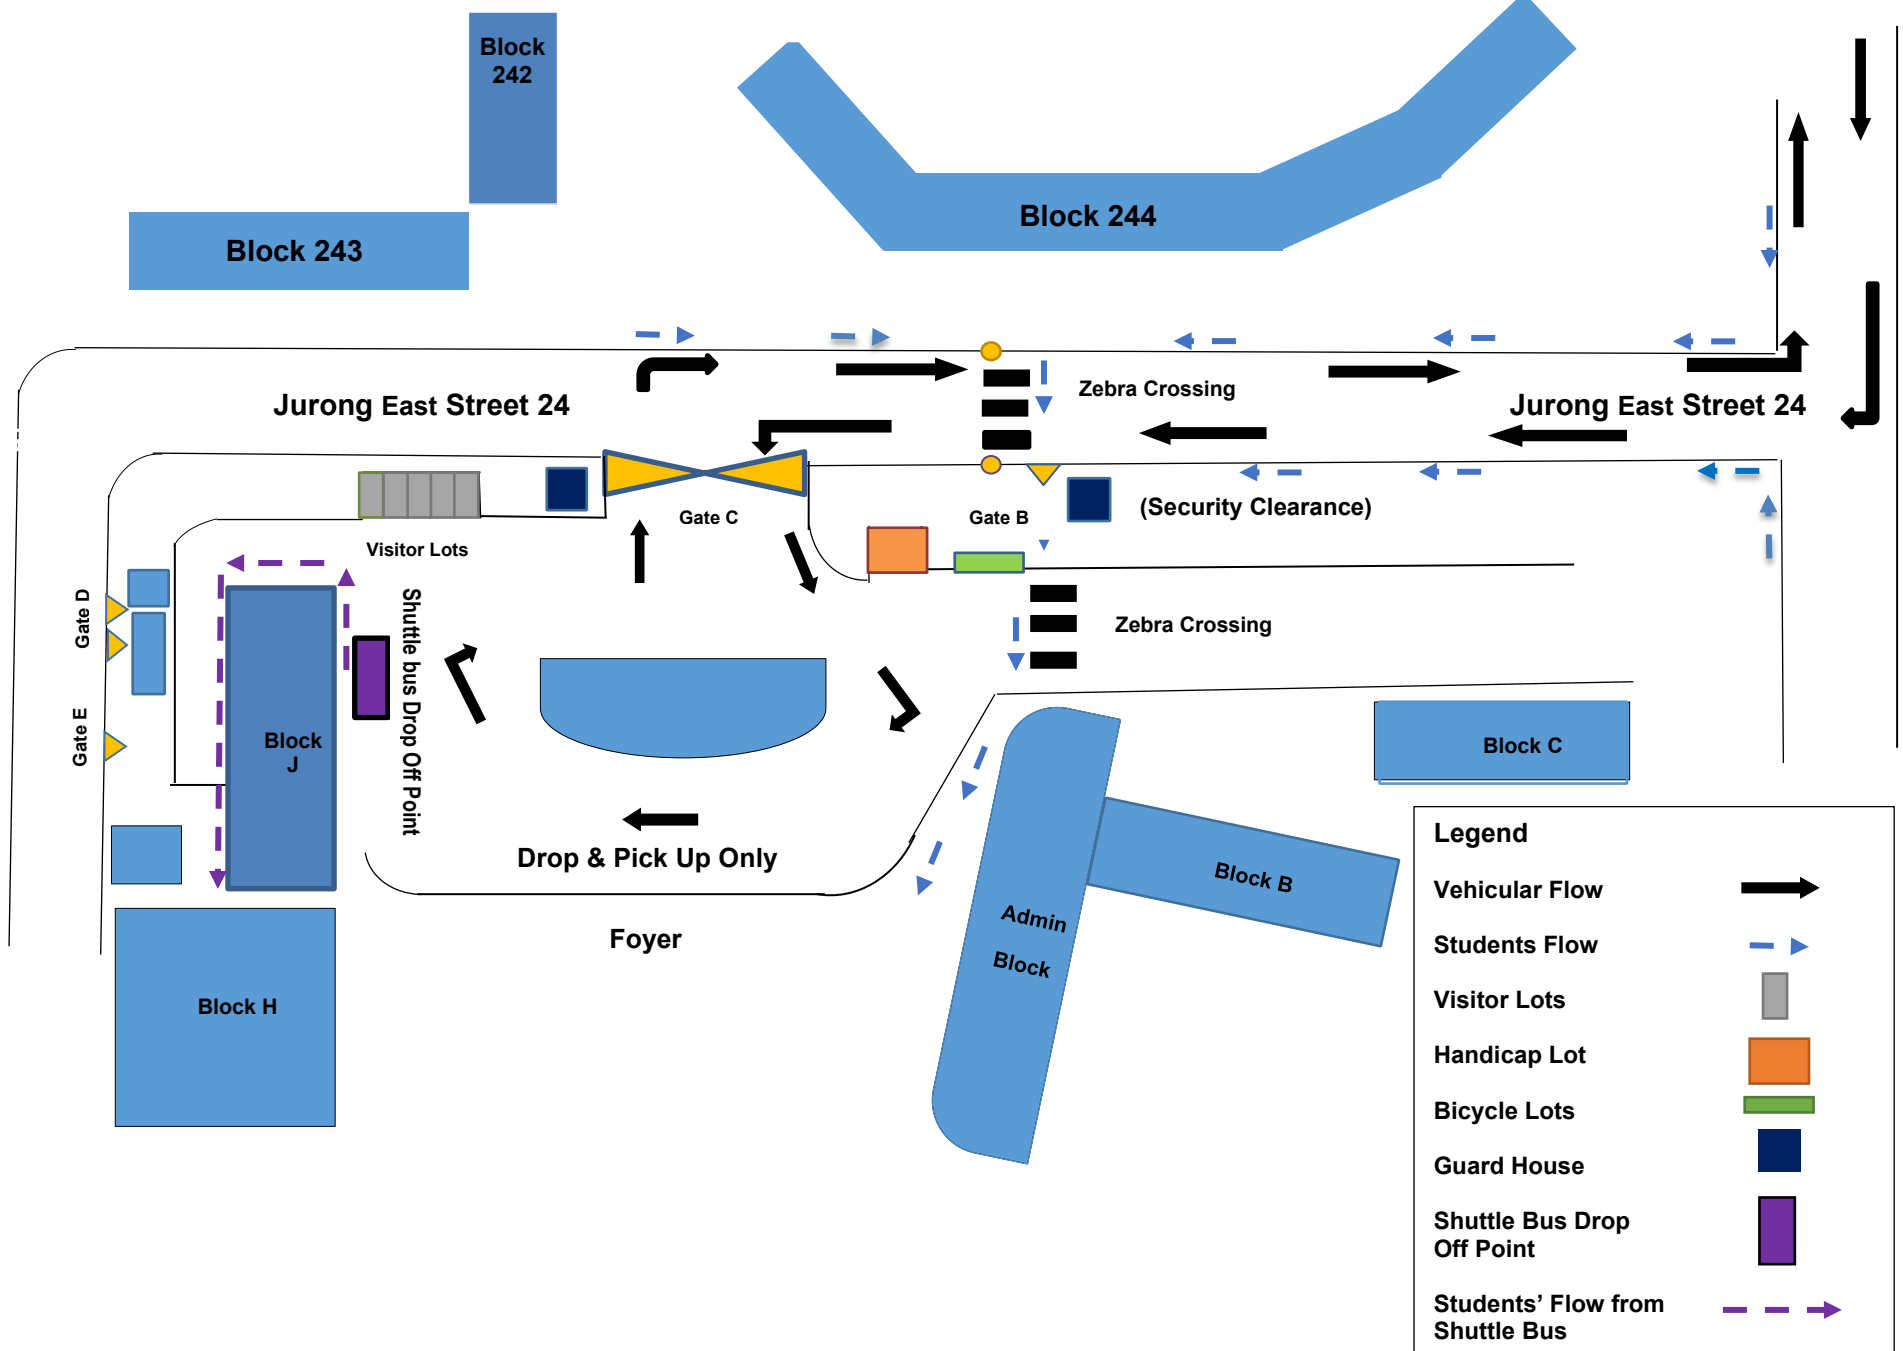 Block
242
Block 244
Block 243
Zebra Crossing
Jurong East Street 24
Jurong East Street 24
Gate C
Gate B
(Security Clearance)
Visitor Lots
Gate D
Shuttle bus Drop Off Point
Zebra Crossing
Gate E
Block
J
Block C
Drop & Pick Up Only
Foyer
Block B
Admin
Block
Block H
Legend
Vehicular Flow
Students Flow
Visitor Lots
Handicap Lot
Bicycle Lots
Guard House
Shuttle Bus Drop
Off Point
Students’ Flow from
Shuttle Bus